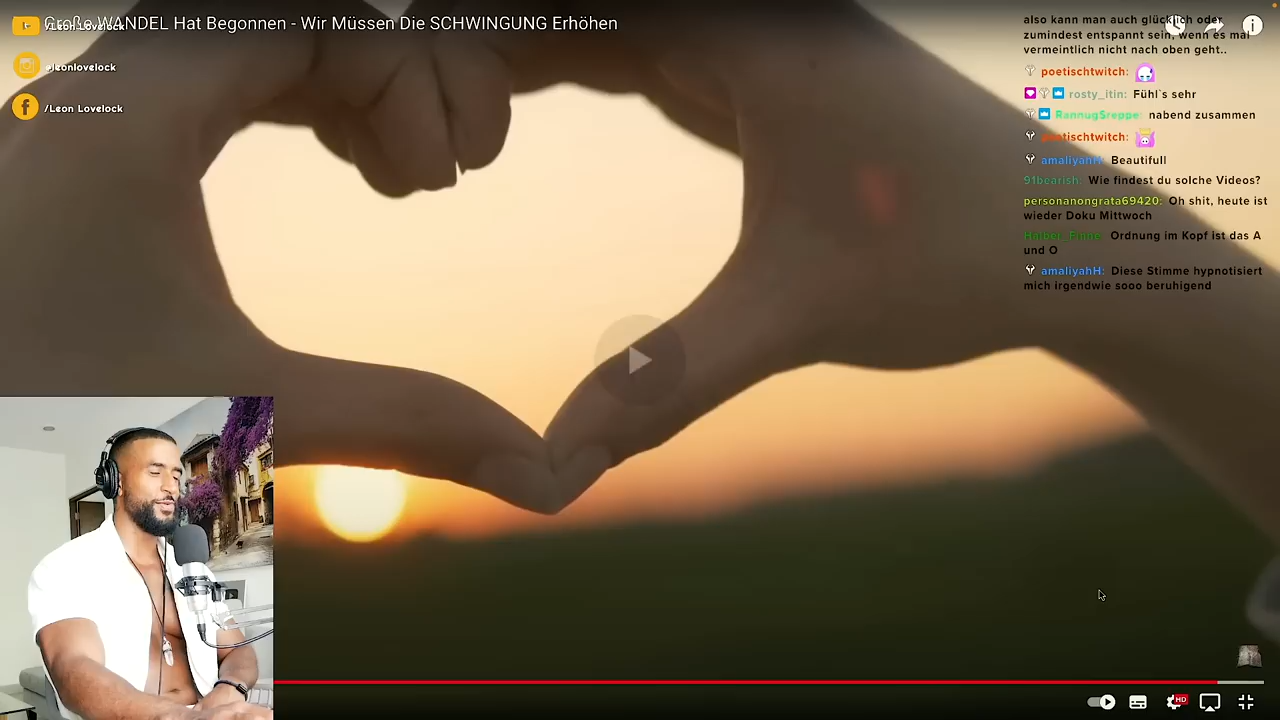 Große WANDEL Hat Begonnen - Wir Müssen Die SCHWINGUNG Erhöhen
/Leon Lovelock
@leonlovelock
/Leon Lovelock
also kann man auch glücklich oder
zumindest entspannt sein, wenn es mal
vermeintlich nicht nach oben geht..
poetischtwitch:
rosty_itin: Fühl`s sehr
RannugSreppe: nabend zusammen
poetischtwitch:
amaliyahH: Beautifull
91bearish: Wie findest du solche Videos?
personanongrata69420: Oh shit, heute ist
wieder Doku Mittwoch
Halber_Finne: Ordnung im Kopf ist das A
und O
amaliyahH: Diese Stimme hypnotisiert
mich irgendwie sooo beruhigend
HD